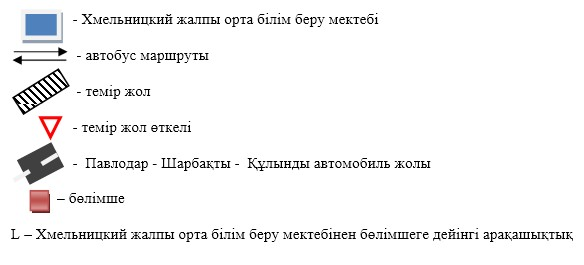 - Хмельницкий жалпы орта білім беру мектебі
- автобус маршруты
- темір жол
- темір жол өткелі
- Павлодар - Шарбақты - Құлынды автомобиль жолы
– бөлімше
L – Хмельницкий жалпы орта білім беру мектебінен бөлімшеге дейінгі арақашықтық